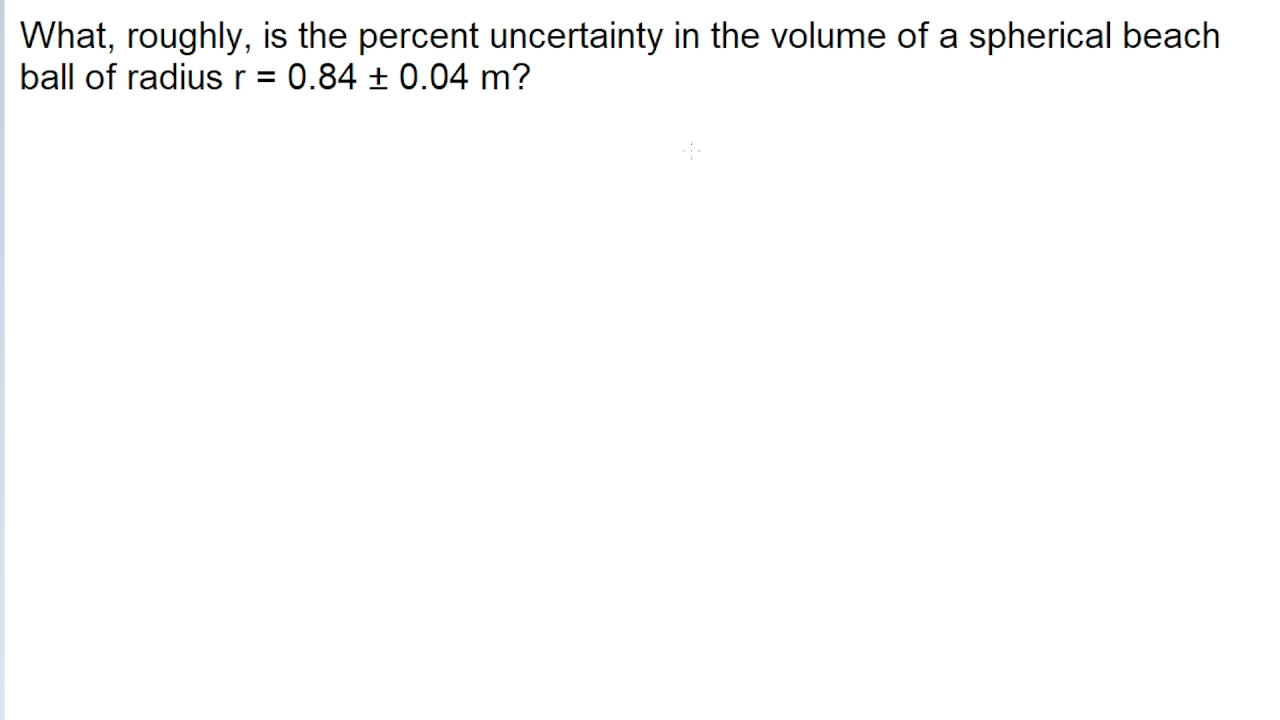 What, roughly, is the percent uncertainty in the volume of a spherical beach
ball of radius r = 0.84 ± 0.04 m?